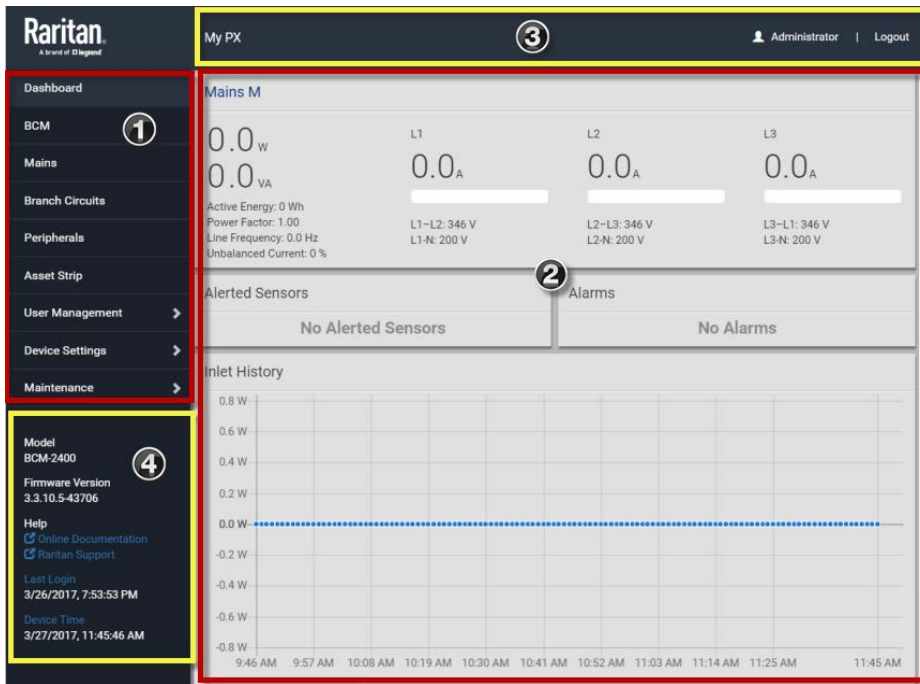 Raritan.
A brand of legrand
My PX
3
Administrator | Logout
Dashboard
BCM
1
Mains
Branch Circuits
Peripherals
Asset Strip
User Management
Device Settings
Maintenance
4
Model
BCM-2400
Firmware Version
3.3.10.5-43706
Help
Online Documentation
Raritan Support
Last Login
3/26/2017, 7:53:53 PM
Device Time
3/27/2017, 11:45:46 AM
Mains M
0.0 W
0.0 VA
Active Energy: 0 Wh
Power Factor: 1.00
Line Frequency: 0.0 Hz
Unbalanced Current: 0 %
L1
0.0 A
L1-L2: 346 V
L1-N: 200 V
L2
0.0 A
L2-L3: 346 V
L2-N: 200 V
L3
0.0 A
L3-L1: 346 V
L3-N: 200 V
2
Alerted Sensors
No Alerted Sensors
Alarms
No Alarms
Inlet History
0.8 W
0.6 W
0.4 W
0.2 W
0.0 W
-0.2 W
-0.4 W
-0.6 W
-0.8 W
9:46 AM 9:57 AM 10:08 AM 10:19 AM 10:30 AM 10:41 AM 10:52 AM 11:03 AM 11:14 AM 11:25 AM 11:45 AM